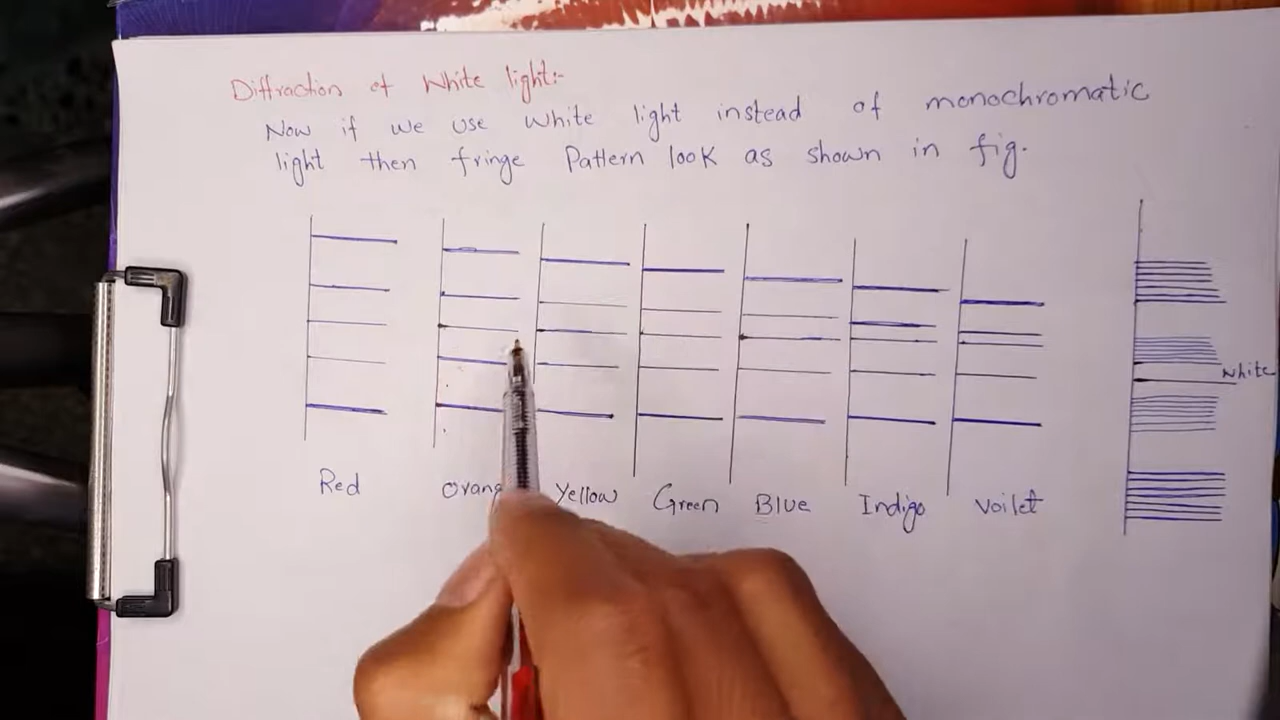 Diffraction of White light:-
Now if we use White light instead of monochromatic
light then fringe Pattern look as shown in fig.
White
Red Yellow Green Blue Indigo Voilet